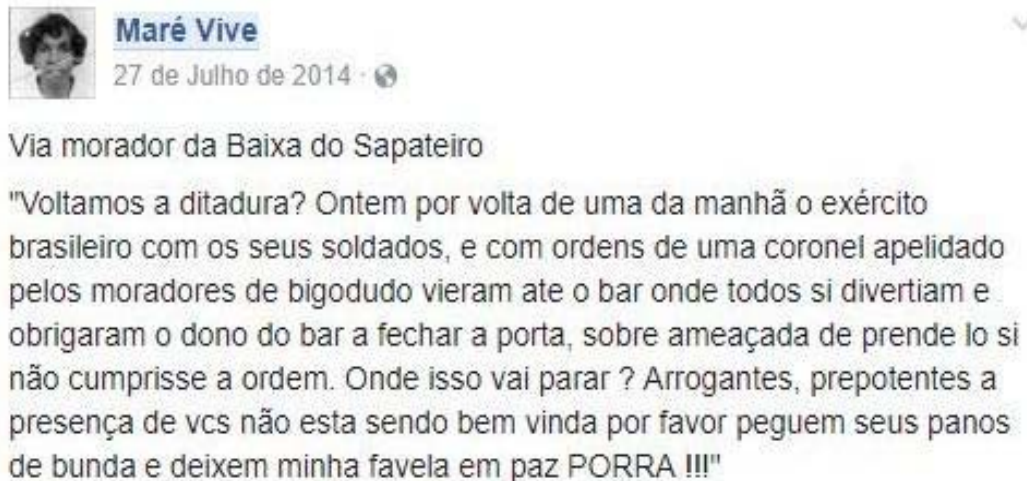 Maré Vive
27 de Julho de 2014 ·
Via morador da Baixa do Sapateiro
"Voltamos a ditadura? Ontem por volta de uma da manhã o exército
brasileiro com os seus soldados, e com ordens de uma coronel apelidado
pelos moradores de bigodudo vieram ate o bar onde todos si divertiam e
obrigaram o dono do bar a fechar a porta, sobre ameaçada de prende lo si
não cumprisse a ordem. Onde isso vai parar ? Arrogantes, prepotentes a
presença de vcs não esta sendo bem vinda por favor peguem seus panos
de bunda e deixem minha favela em paz PORRA !!!"